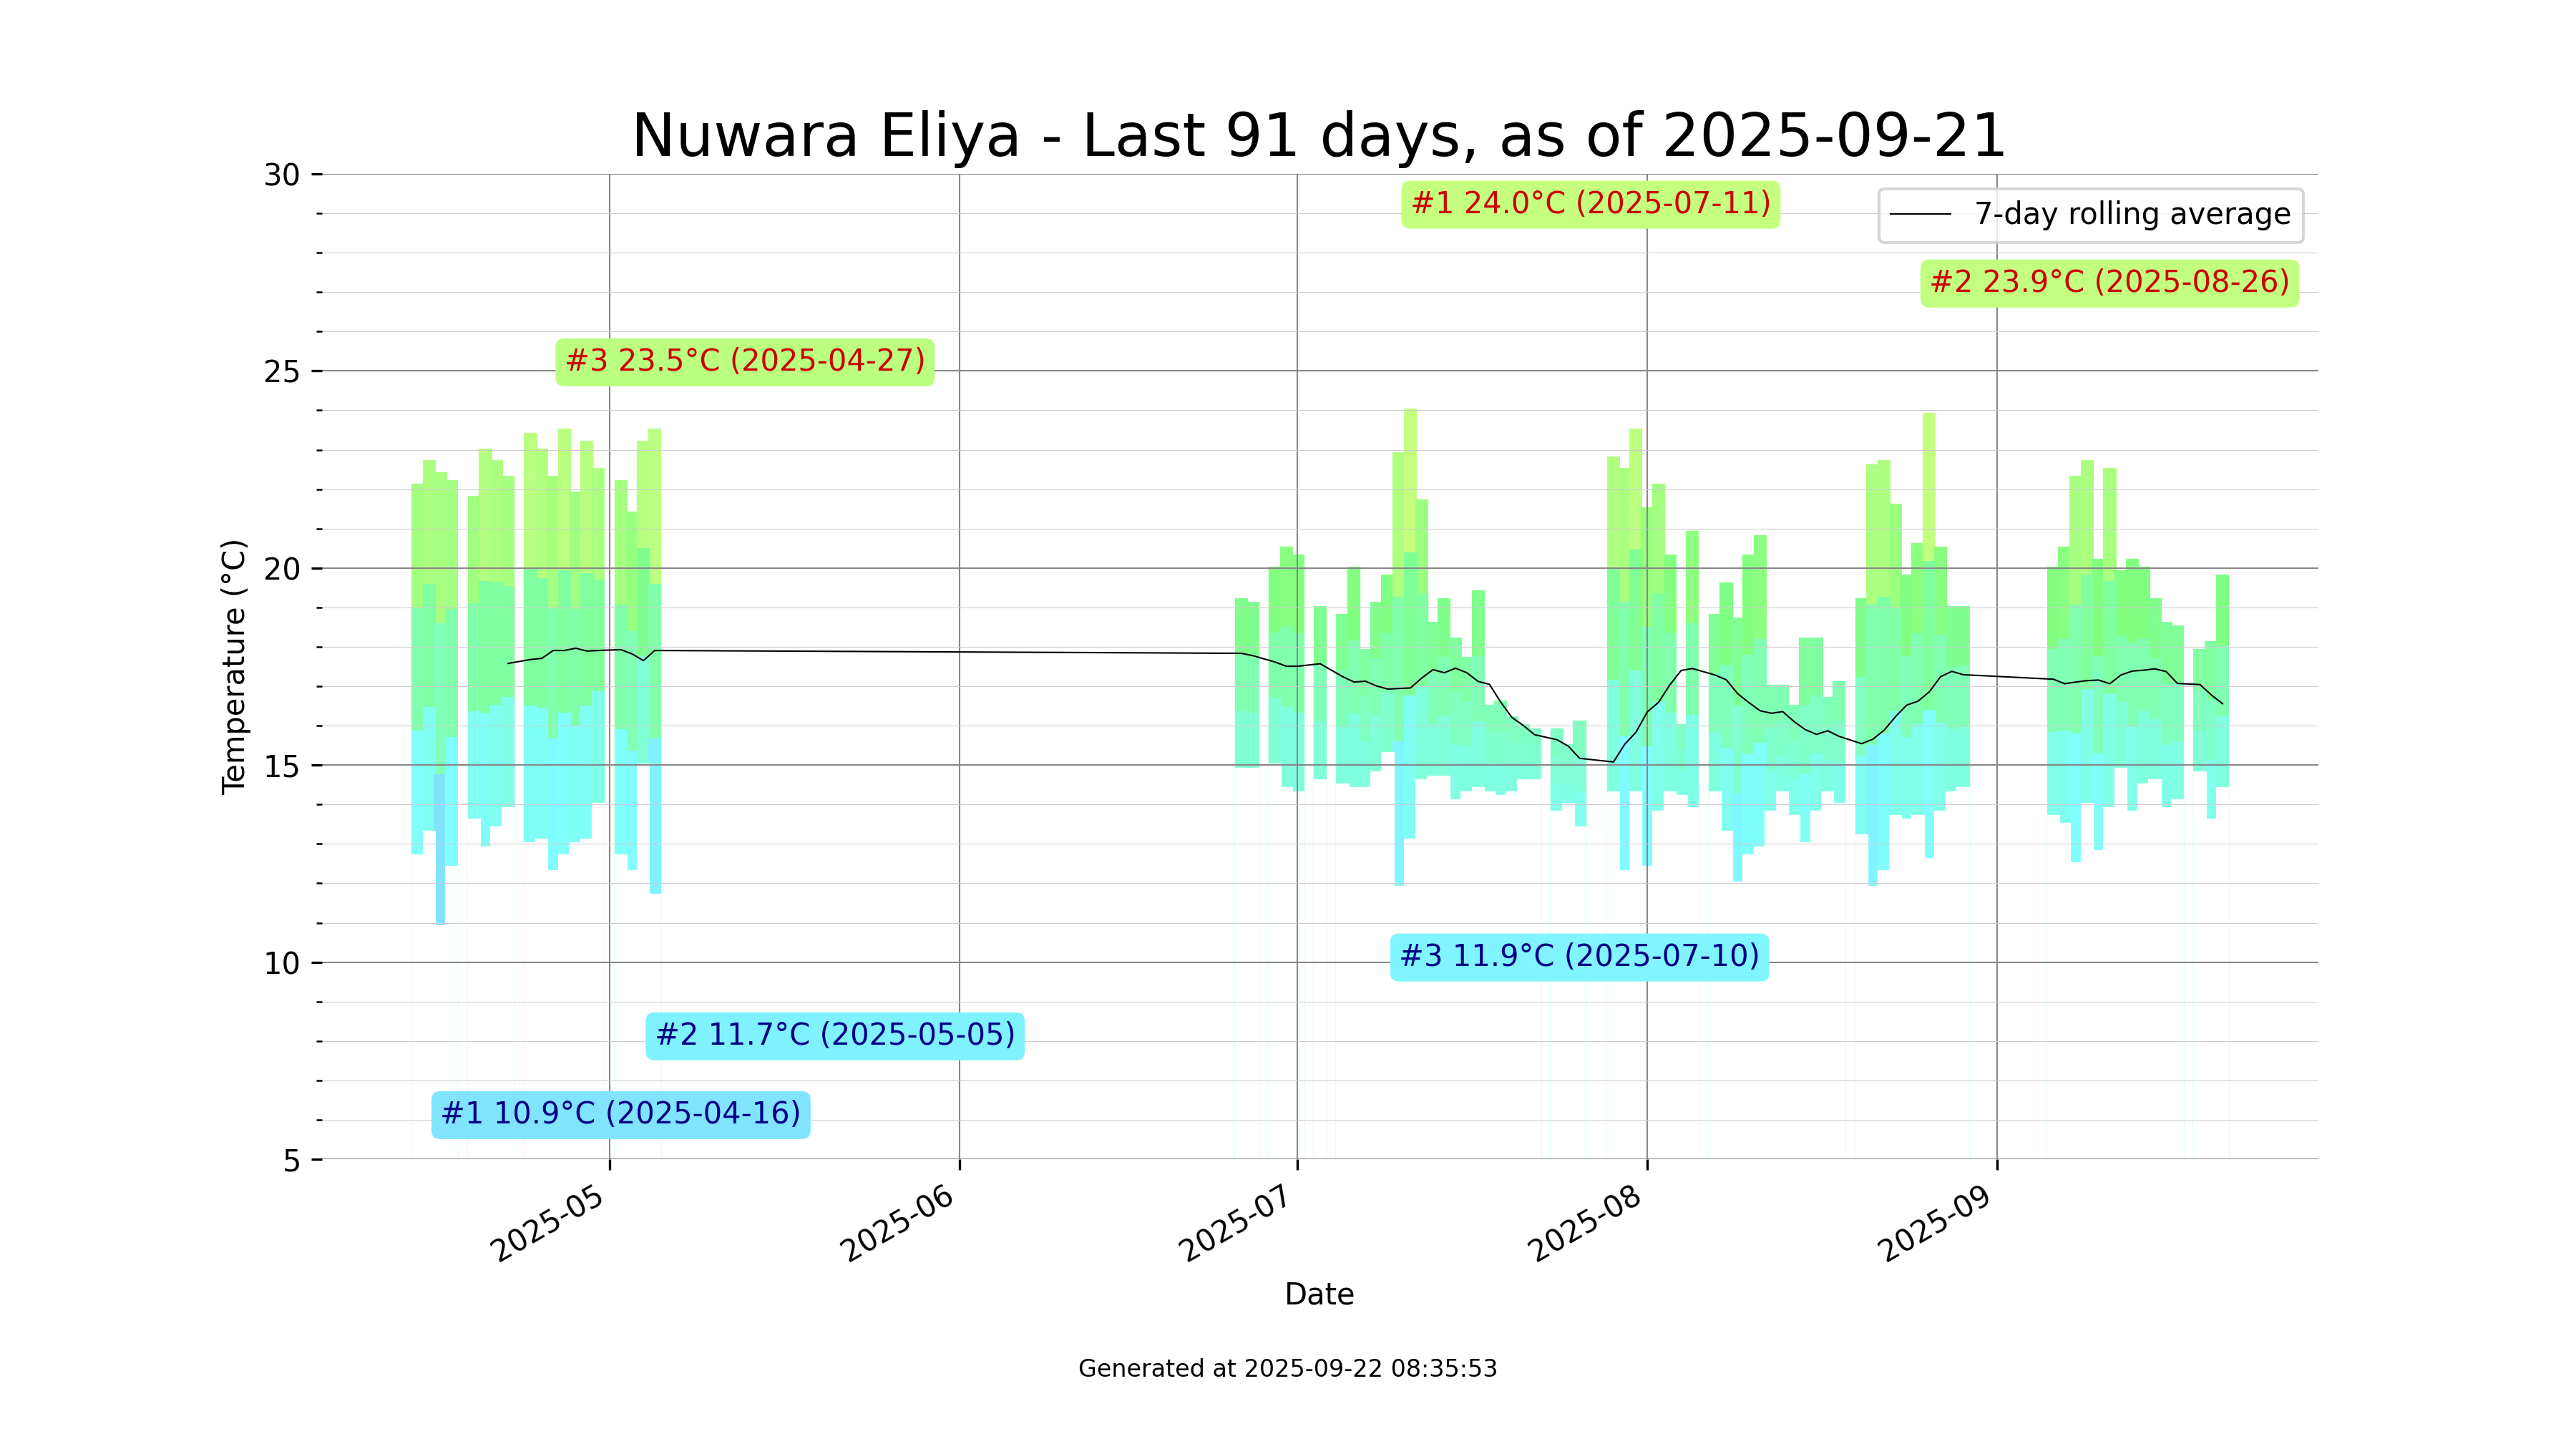 Nuwara Eliya - Last 91 days, as of 2025-09-21
30
#1 24.0°C (2025-07-11)
7-day rolling average
#2 23.9°C (2025-08-26)
#3 23.5°C (2025-04-27)
25
20
Temperature (°C)
15
10
#3 11.9°C (2025-07-10)
#2 11.7°C (2025-05-05)
#1 10.9°C (2025-04-16)
5
2025-05
2025-06
2025-07
2025-08
2025-09
Date
Generated at 2025-09-22 08:35:53